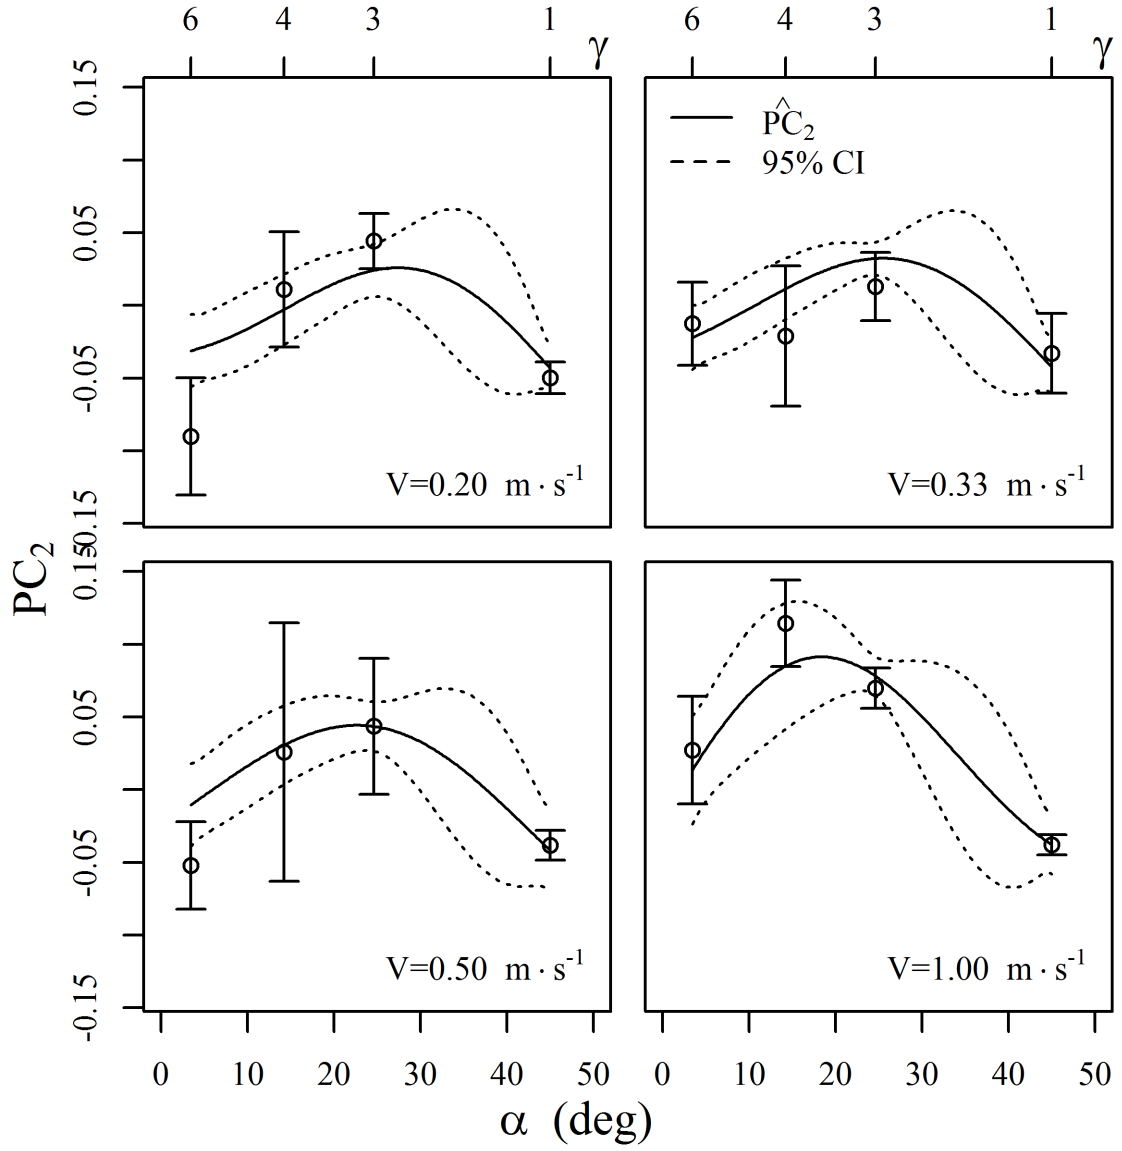 6 4 3 1 γ
6 4 3 1 γ
0.15
0.05
-0.05
-0.15
P̂C₂
95% CI
V=0.20 m · s⁻¹
V=0.33 m · s⁻¹
PC₂
0.15
0.05
-0.05
-0.15
V=0.50 m · s⁻¹
V=1.00 m · s⁻¹
0 10 20 30 40 50
0 10 20 30 40 50
α (deg)